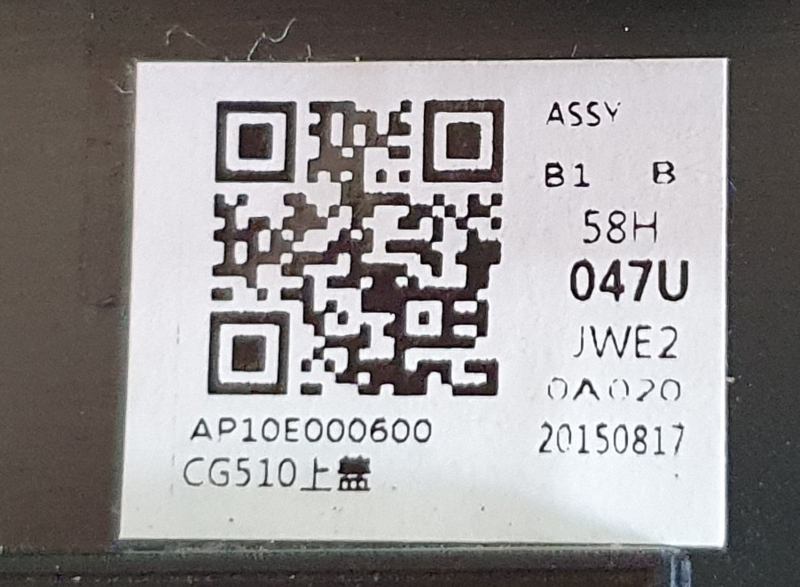 ASSY
B1 B
58H
047U
JWE2
0A020
20150817
AP10E000600
CG510上盖